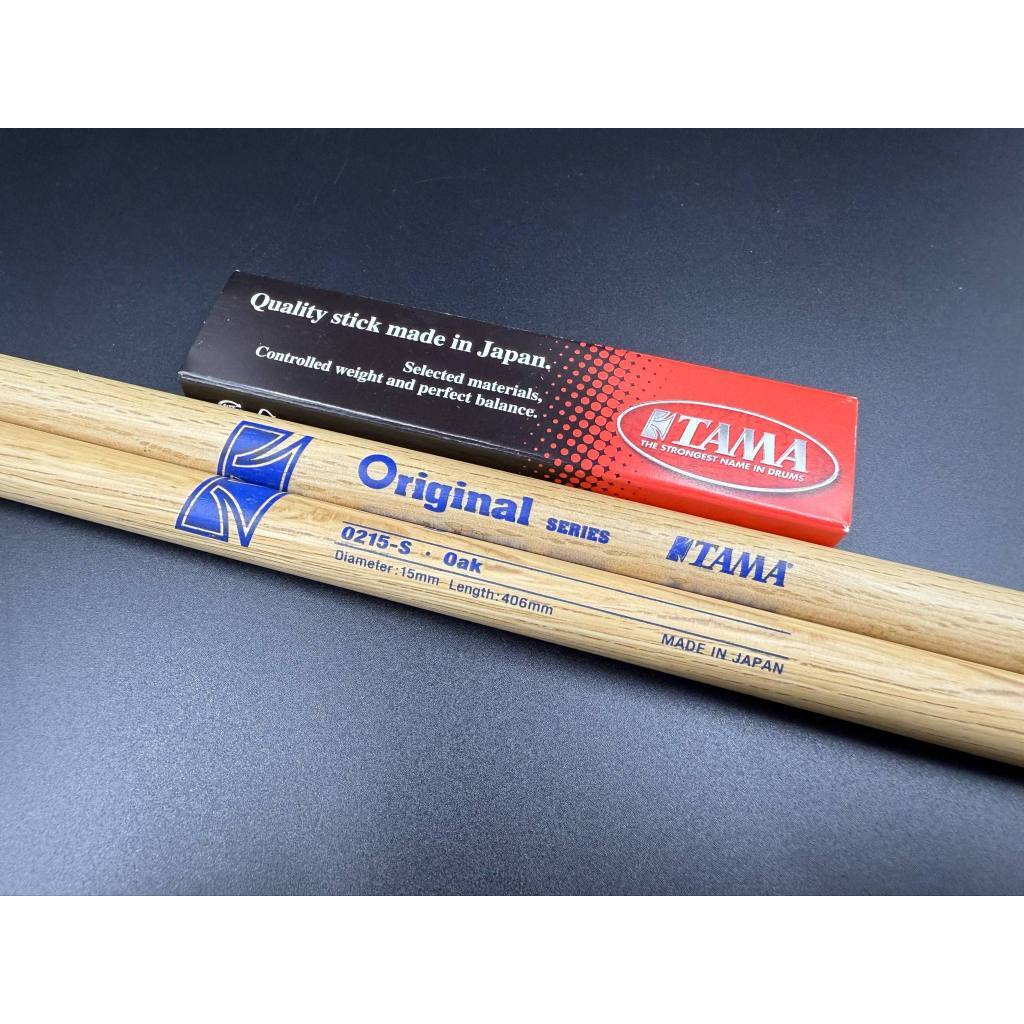 Quality stick made in Japan.
Selected materials,
Controlled weight and perfect balance.
TAMA
THE STRONGEST NAME IN DRUMS
Original SERIES
TAMA
0215-S · Oak
Diameter:15mm Length:406mm
MADE IN JAPAN